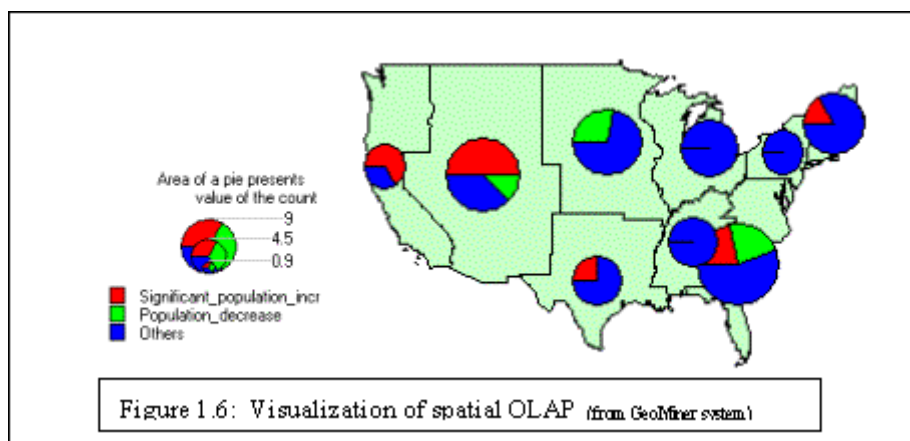 Area of a pie presents
value of the count
9
4.5
0.9
Significant_population_incr
Population_decrease
Others
Figure 1.6: Visualization of spatial OLAP (from GeoMiner system)